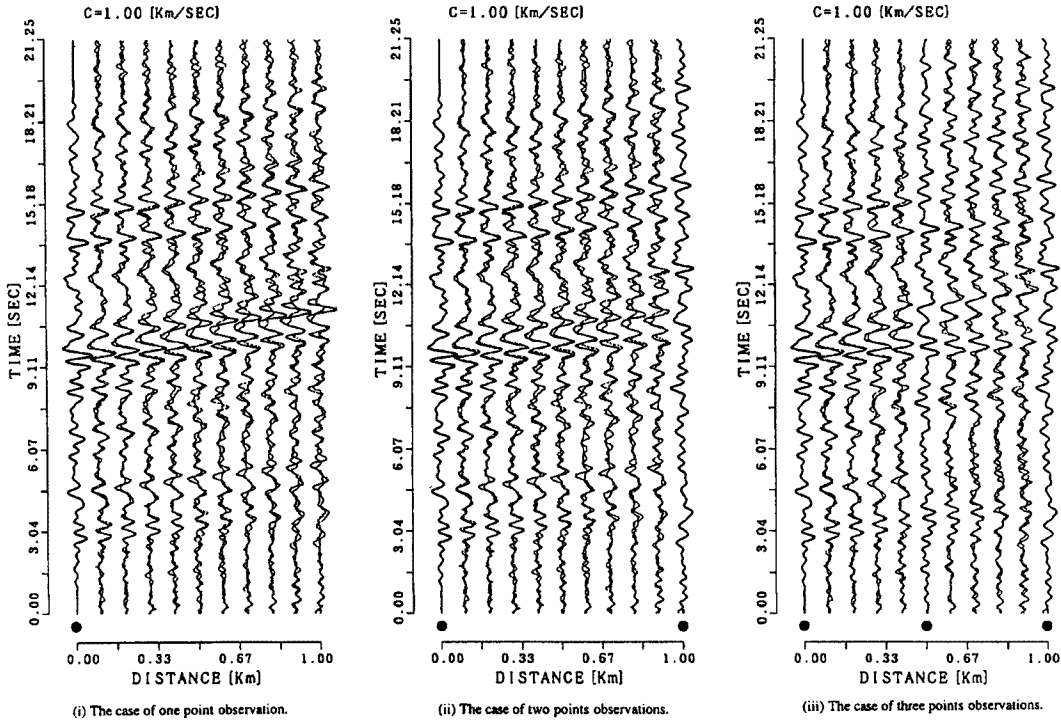 C=1.00 [Km/SEC]
21.25
18.21
15.18
12.14
9.11
6.07
3.04
0.00
TIME [SEC]
0.00 0.33 0.67 1.00
DISTANCE [Km]
(i) The case of one point observation.
C=1.00 [Km/SEC]
21.25
18.21
15.18
12.14
9.11
6.07
3.04
0.00
TIME [SEC]
0.00 0.33 0.67 1.00
DISTANCE [Km]
(ii) The case of two points observations.
C=1.00 [Km/SEC]
21.25
18.21
15.18
12.14
9.11
6.07
3.04
0.00
TIME [SEC]
0.00 0.33 0.67 1.00
DISTANCE [Km]
(iii) The case of three points observations.